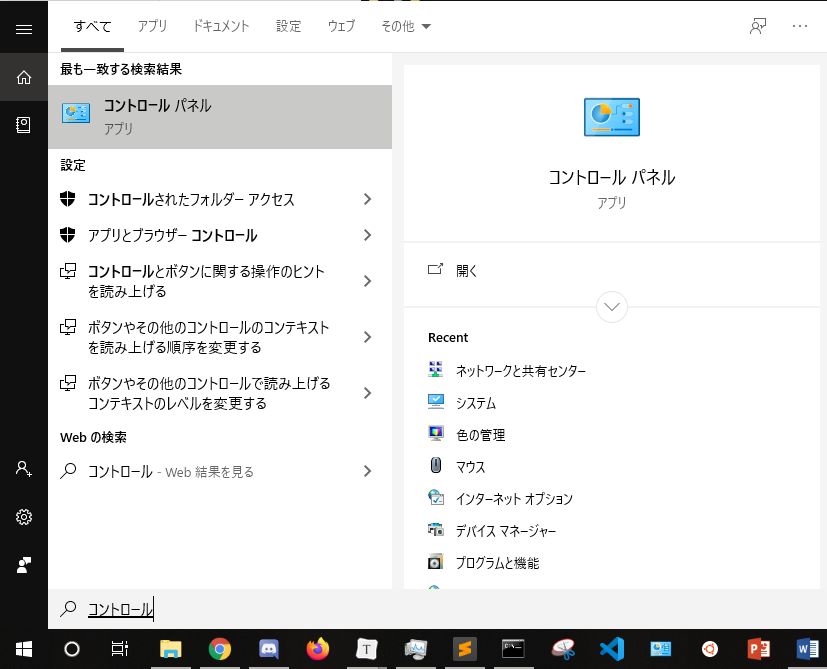 すべて アプリ ドキュメント 設定 ウェブ その他
最も一致する検索結果
コントロール パネル
アプリ
設定
コントロールされたフォルダー アクセス
アプリとブラウザー コントロール
コントロールとボタンに関する操作のヒント
を読み上げる
ボタンやその他のコントロールのコンテキスト
を読み上げる順序を変更する
ボタンやその他のコントロールで読み上げる
コンテキストのレベルを変更する
Web の検索
コントロール - Web 結果を見る
コントロール パネル
アプリ
開く
Recent
ネットワークと共有センター
システム
色の管理
マウス
インターネット オプション
デバイス マネージャー
プログラムと機能
コントロール